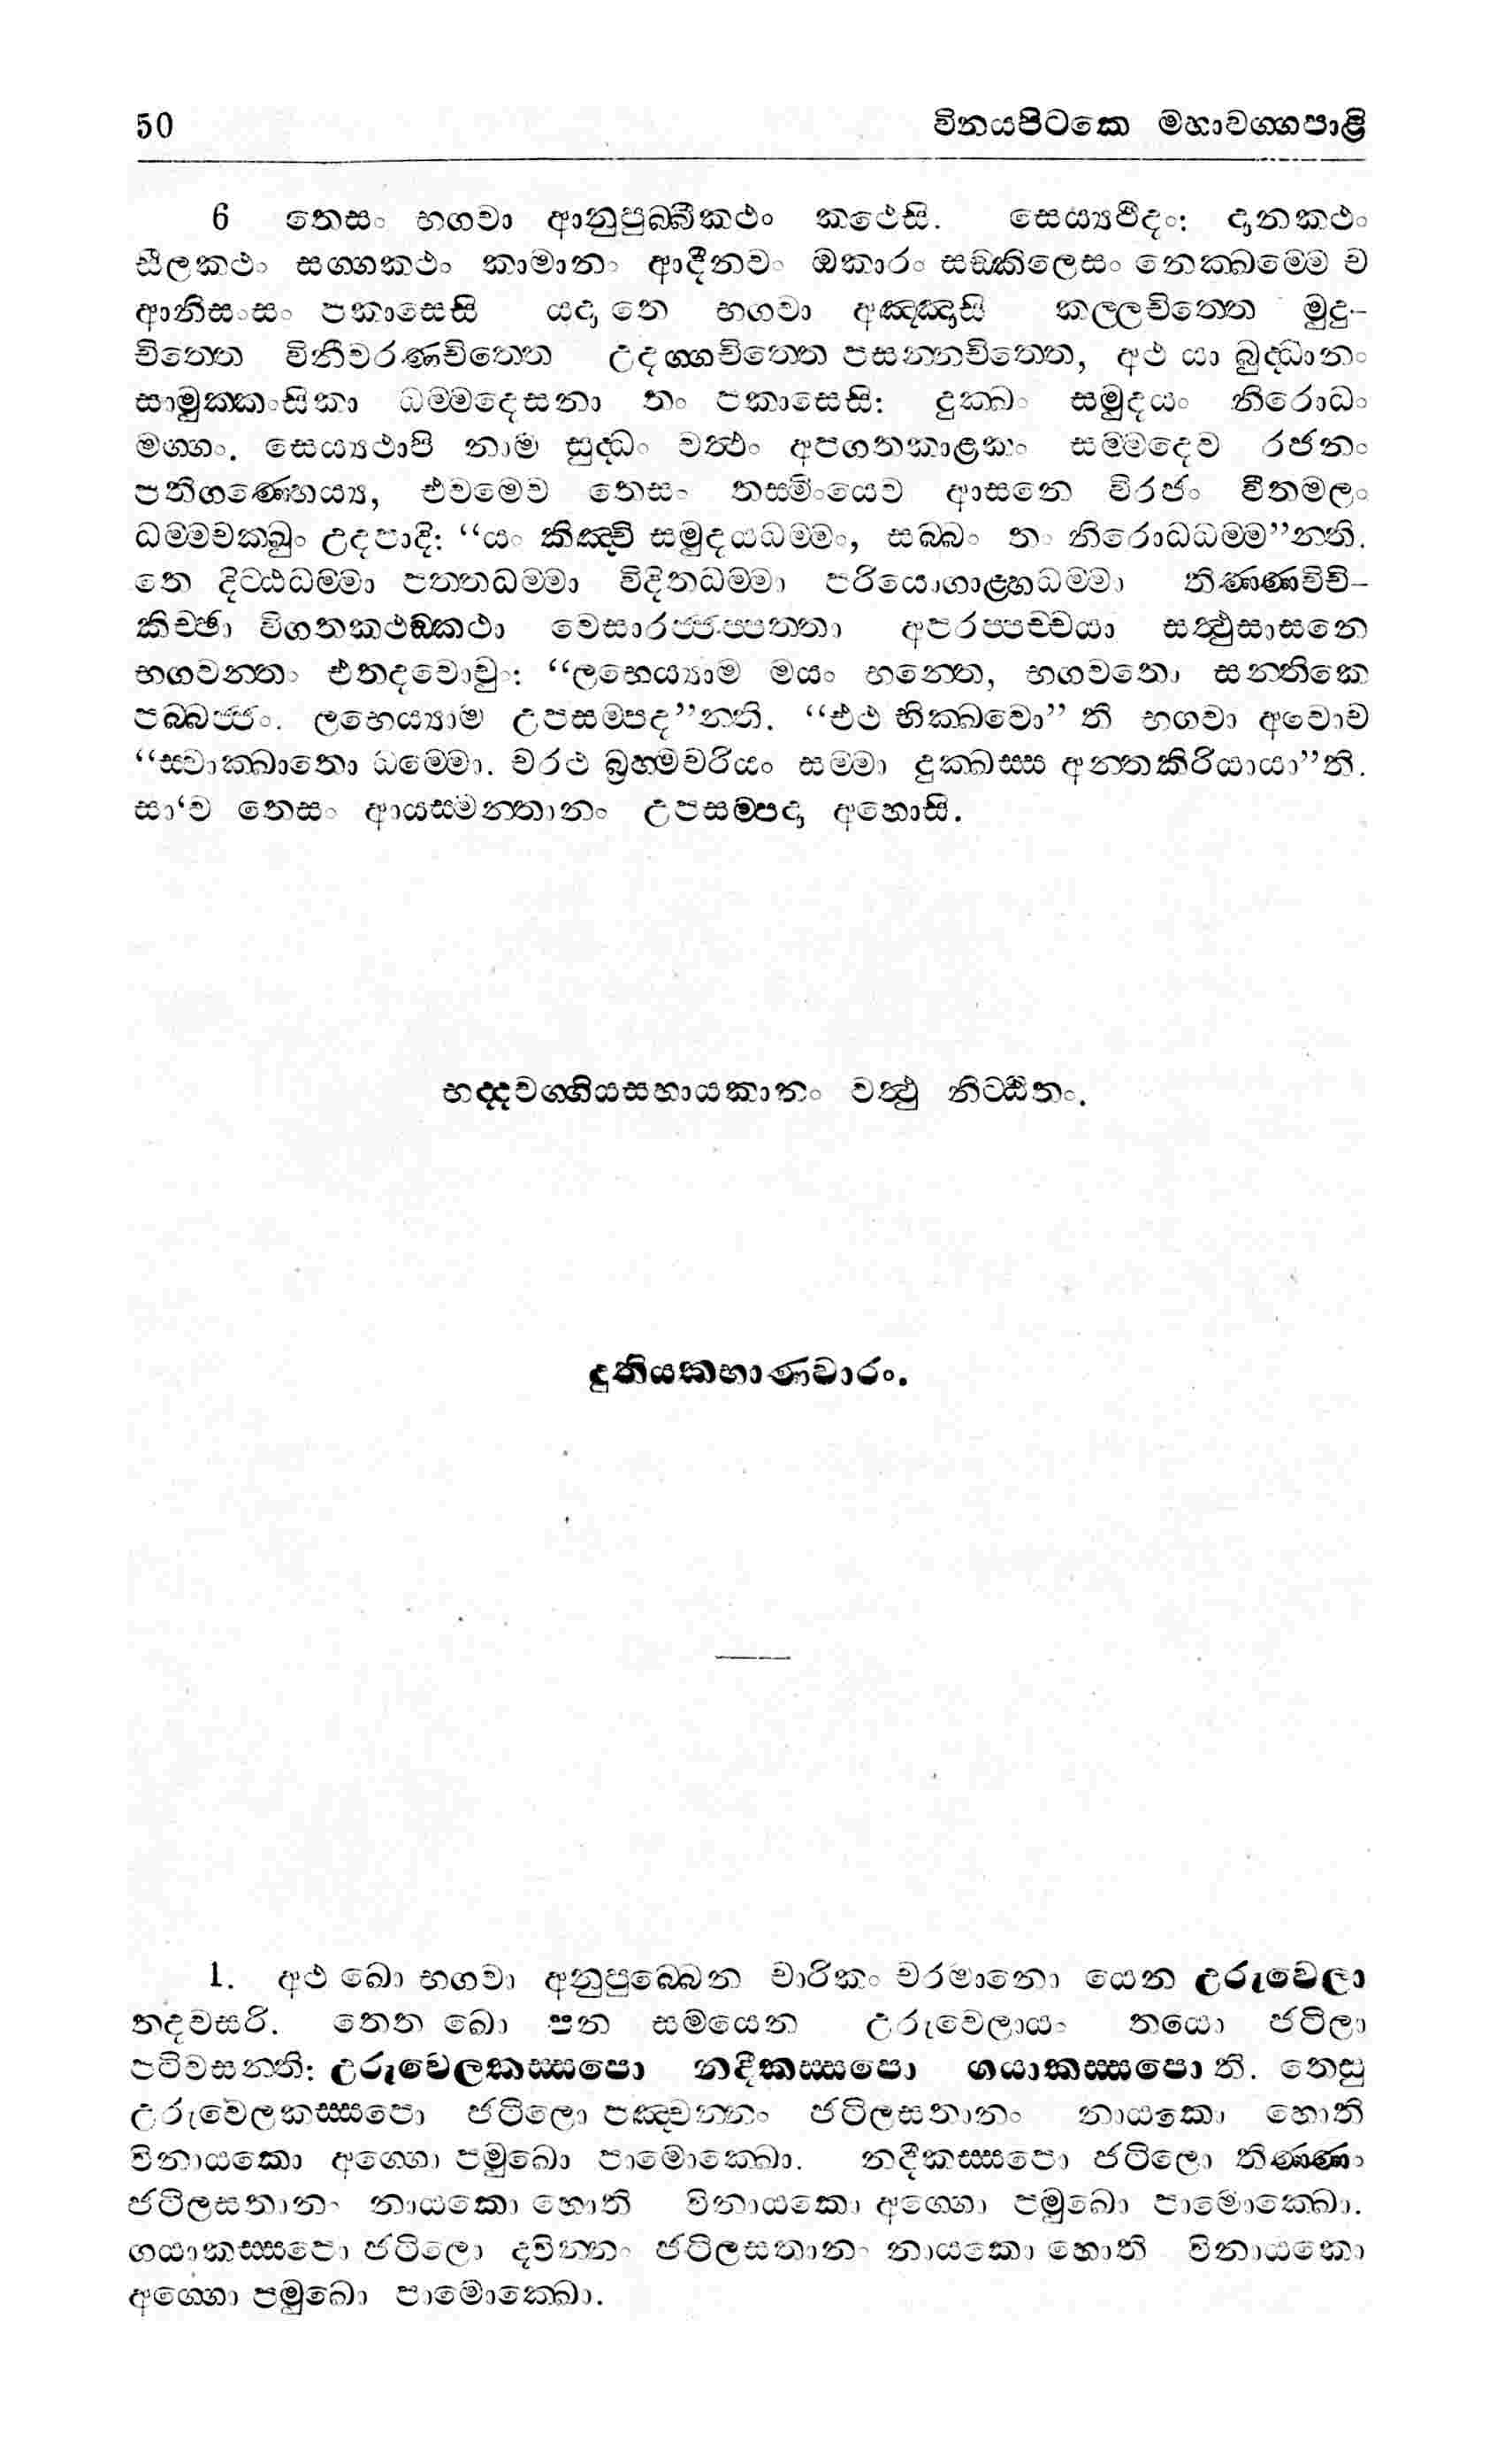 50 විනයපිටකෙ මහාවග්ගපාළි
6 තෙසං භගවා ආනුපුබ්බීකථං කථෙසි. සෙය්‍යථීදං: දානකථං
සීලකථං සග්ගකථං කාමානං ආදීනවං ඔකාරං සඞ්කිලෙසං නෙක්ඛම්මෙ ච
ආනිසංසං පකාසෙසි යදා තෙ භගවා අඤ්ඤාසි කල්ලචිත්තෙ මුදු-
චිත්තෙ විනීවරණචිත්තෙ උදග්ගචිත්තෙ පසන්නචිත්තෙ, අථ යා බුද්ධානං
සාමුක්කංසිකා ධම්මදෙසනා තං පකාසෙසි: දුක්ඛං සමුදයං නිරොධං
මග්ගං. සෙය්‍යථාපි නාම සුද්ධං වත්ථං අපගතකාළකං සම්මදෙව රජනං
පතිගණ්හෙය්‍ය, එවමෙව තෙසං තස්මිංයෙව ආසනෙ විරජං වීතමලං
ධම්මචක්ඛුං උදපාදි: “යං කිඤ්චි සමුදයධම්මං, සබ්බං තං නිරොධධම්ම”න්ති.
තෙ දිට්ඨධම්මා පත්තධම්මා විදිතධම්මා පරියොගාළ්හධම්මා තිණ්ණවිචි-
කිච්ඡා විගතකථඞ්කථා වෙසාරජ්ජප්පත්තා අපරප්පච්චයා සත්ථුසාසනෙ
භගවන්තං එතදවොචුං: “ලභෙය්‍යාම මයං භන්තෙ, භගවතො සන්තිකෙ
පබ්බජ්ජං. ලභෙය්‍යාම උපසම්පද”න්ති. “එථ භික්ඛවො” ති භගවා අවොච
“ස්වාක්ඛාතො ධම්මො. චරථ බ්‍රහ්මචරියං සම්මා දුක්ඛස්ස අන්තකිරියායා”ති.
සා‘ව තෙසං ආයස්මන්තානං උපසම්පදා අහොසි.
භද්දවග්ගියසහායකානං වත්ථු නිට්ඨිතං.
දුතියකභාණවාරං.
1. අථ ඛො භගවා අනුපුබ්බෙන චාරිකං චරමානො යෙන උරුවෙලා
තදවසරි. තෙන ඛො පන සමයෙන උරුවෙලායං තයො ජටිලා
පටිවසන්ති: උරුවෙලකස්සපො නදීකස්සපො ගයාකස්සපො ති. තෙසු
උරුවෙලකස්සපො ජටිලො පඤ්චන්නං ජටිලසතානං නායකො හොති
විනායකො අග්ගො පමුඛො පාමොක්ඛො. නදීකස්සපො ජටිලො තිණ්ණං
ජටිලසතානං නායකො හොති විනායකො අග්ගො පමුඛො පාමොක්ඛො.
ගයාකස්සපො ජටිලො ද්වින්නං ජටිලසතානං නායකො හොති විනායකො
අග්ගො පමුඛො පාමොක්ඛො.